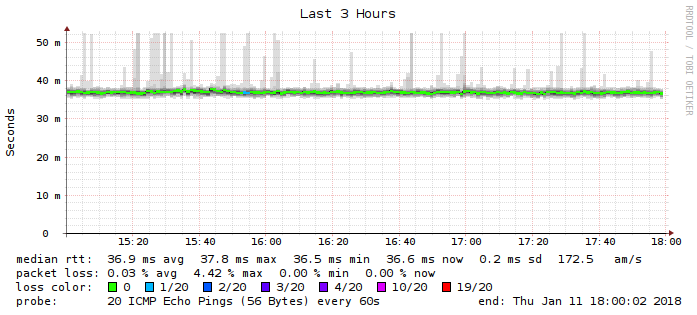 Last 3 Hours
RRDTOOL / TOBI OETIKER
Seconds
50 m
40 m
30 m
20 m
10 m
0
15:20 15:40 16:00 16:20 16:40 17:00 17:20 17:40 18:00
median rtt: 36.9 ms avg 37.8 ms max 36.5 ms min 36.6 ms now 0.2 ms sd 172.5 am/s
packet loss: 0.03 % avg 4.42 % max 0.00 % min 0.00 % now
loss color: 0 1/20 2/20 3/20 4/20 10/20 19/20
probe: 20 ICMP Echo Pings (56 Bytes) every 60s end: Thu Jan 11 18:00:02 2018